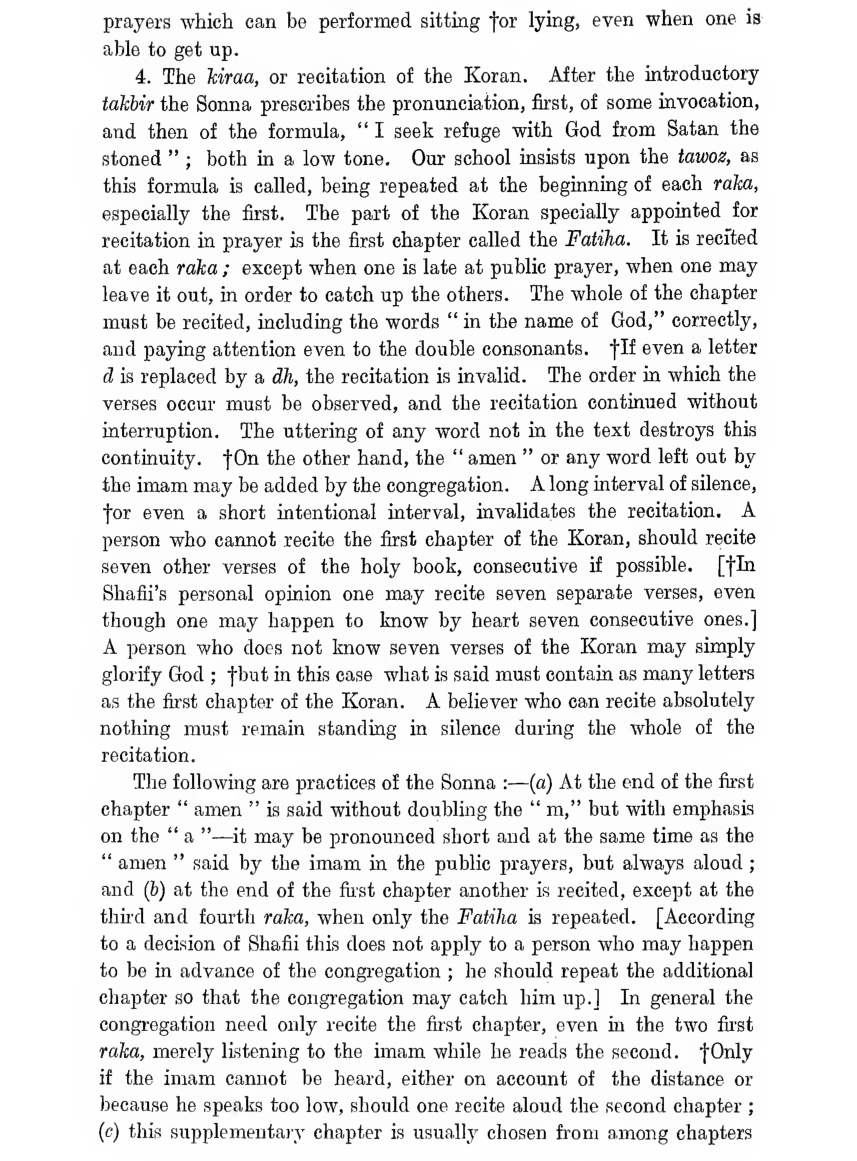 prayers which can be performed sitting †or lying, even when one is
able to get up.
4. The kiraa, or recitation of the Koran. After the introductory
takbir the Sonna prescribes the pronunciation, first, of some invocation,
and then of the formula, “ I seek refuge with God from Satan the
stoned ” ; both in a low tone. Our school insists upon the tawoz, as
this formula is called, being repeated at the beginning of each raka,
especially the first. The part of the Koran specially appointed for
recitation in prayer is the first chapter called the Fatiha. It is recited
at each raka ; except when one is late at public prayer, when one may
leave it out, in order to catch up the others. The whole of the chapter
must be recited, including the words “ in the name of God,” correctly,
and paying attention even to the double consonants. †If even a letter
d is replaced by a dh, the recitation is invalid. The order in which the
verses occur must be observed, and the recitation continued without
interruption. The uttering of any word not in the text destroys this
continuity. †On the other hand, the “ amen ” or any word left out by
the imam may be added by the congregation. A long interval of silence,
†or even a short intentional interval, invalidates the recitation. A
person who cannot recite the first chapter of the Koran, should recite
seven other verses of the holy book, consecutive if possible. [†In
Shafii’s personal opinion one may recite seven separate verses, even
though one may happen to know by heart seven consecutive ones.]
A person who does not know seven verses of the Koran may simply
glorify God ; †but in this case what is said must contain as many letters
as the first chapter of the Koran. A believer who can recite absolutely
nothing must remain standing in silence during the whole of the
recitation.
The following are practices of the Sonna :—(a) At the end of the first
chapter “ amen ” is said without doubling the “ m,” but with emphasis
on the “ a ”—it may be pronounced short and at the same time as the
“ amen ” said by the imam in the public prayers, but always aloud ;
and (b) at the end of the first chapter another is recited, except at the
third and fourth raka, when only the Fatiha is repeated. [According
to a decision of Shafii this does not apply to a person who may happen
to be in advance of the congregation ; he should repeat the additional
chapter so that the congregation may catch him up.] In general the
congregation need only recite the first chapter, even in the two first
raka, merely listening to the imam while he reads the second. †Only
if the imam cannot be heard, either on account of the distance or
because he speaks too low, should one recite aloud the second chapter ;
(c) this supplementary chapter is usually chosen from among chapters